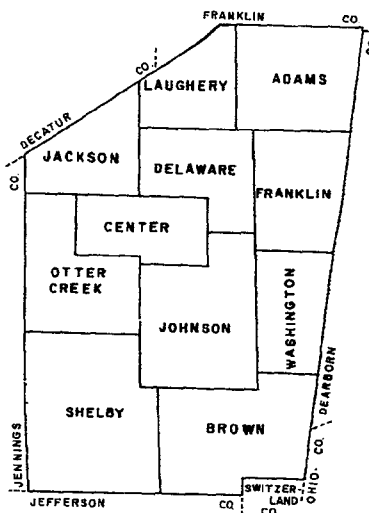 FRANKLIN CO.
CO.
CO.
LAUGHERY
ADAMS
DECATUR
CO.
JACKSON
DELAWARE
FRANKLIN
CENTER
OTTER
CREEK
JOHNSON
WASHINGTON
SHELBY
BROWN
DEARBORN
JENNINGS
SWITZER-
LAND
CO.
OHIO
CO.
JEFFERSON
CO.